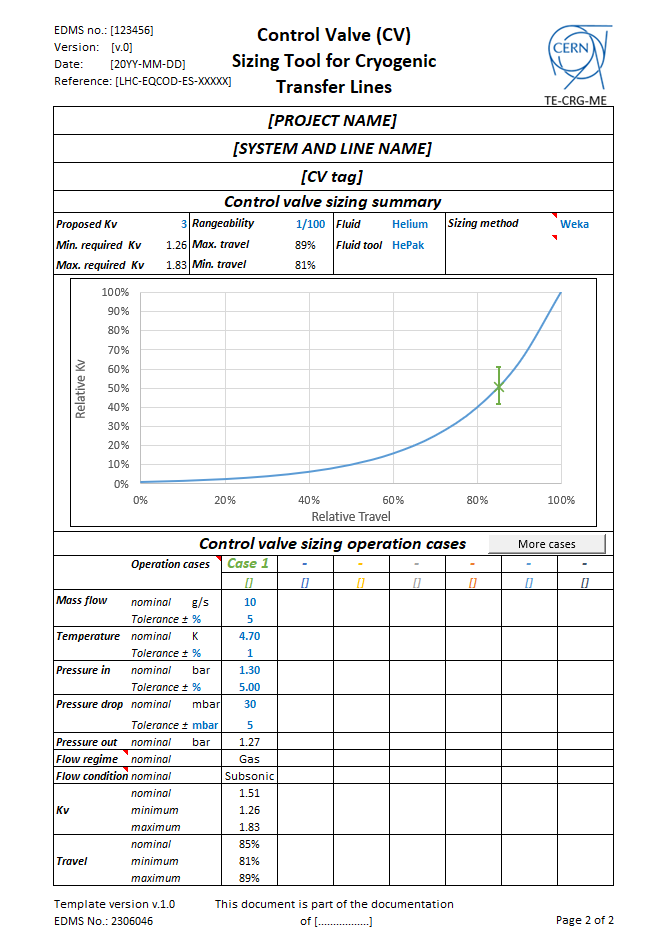 EDMS no.: [123456]
Version: [v.0]
Date: [20YY-MM-DD]
Reference: [LHC-EQCOD-ES-XXXXX]
Control Valve (CV)
Sizing Tool for Cryogenic
Transfer Lines
CERN
TE-CRG-ME
[PROJECT NAME]
[SYSTEM AND LINE NAME]
[CV tag]
Control valve sizing summary
Proposed Kv 3 Rangeability 1/100 Fluid Helium Sizing method Weka
Min. required Kv 1.26 Max. travel 89% Fluid tool HePak
Max. required Kv 1.83 Min. travel 81%
100%
90%
80%
70%
60%
50%
40%
30%
20%
10%
0%
Relative Kv
0% 20% 40% 60% 80% 100%
Relative Travel
Control valve sizing operation cases More cases
Operation cases Case 1 - - - - - -
[] [] [] [] [] [] []
Mass flow nominal g/s 10
Tolerance ± % 5
Temperature nominal K 4.70
Tolerance ± % 1
Pressure in nominal bar 1.30
Tolerance ± % 5.00
Pressure drop nominal mbar 30
Tolerance ± mbar 5
Pressure out nominal bar 1.27
Flow regime nominal Gas
Flow condition nominal Subsonic
nominal 1.51
Kv minimum 1.26
maximum 1.83
nominal 85%
Travel minimum 81%
maximum 89%
Template version v.1.0 This document is part of the documentation
EDMS No.: 2306046 of [................] Page 2 of 2